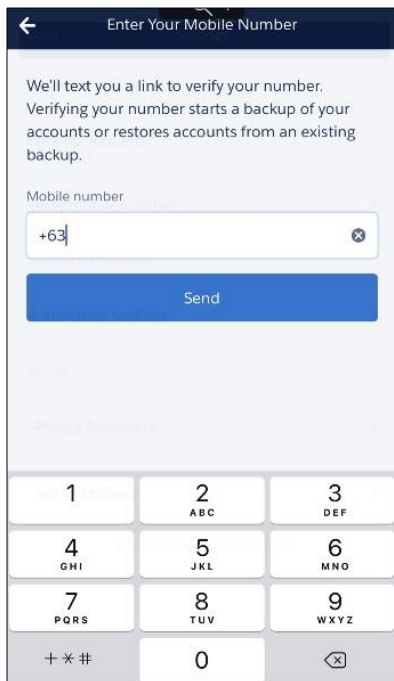 Enter Your Mobile Number
We'll text you a link to verify your number.
Verifying your number starts a backup of your
accounts or restores accounts from an existing
backup.
Mobile number
+63
Send
Privacy Statement
1 2 3
ABC DEF
4 5 6
GHI JKL MNO
7 8 9
PQRS TUV WXYZ
+*# 0